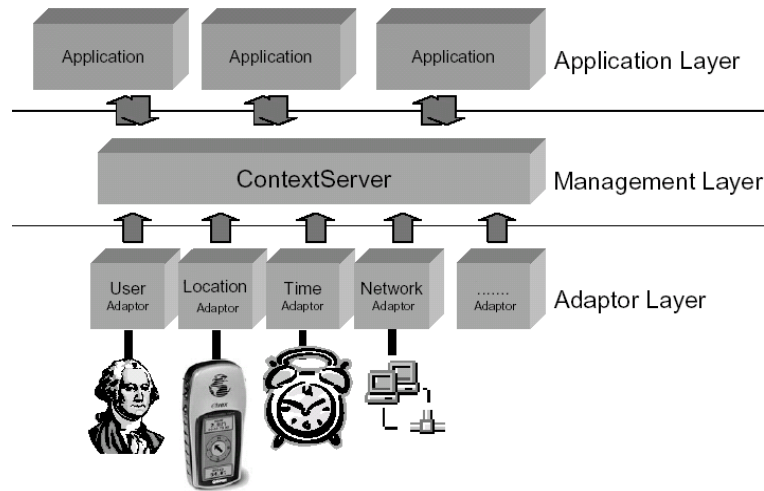 Application
Application
Application
Application Layer
ContextServer
Management Layer
User
Adaptor
Location
Adaptor
Time
Adaptor
Network
Adaptor
.......
Adaptor
Adaptor Layer